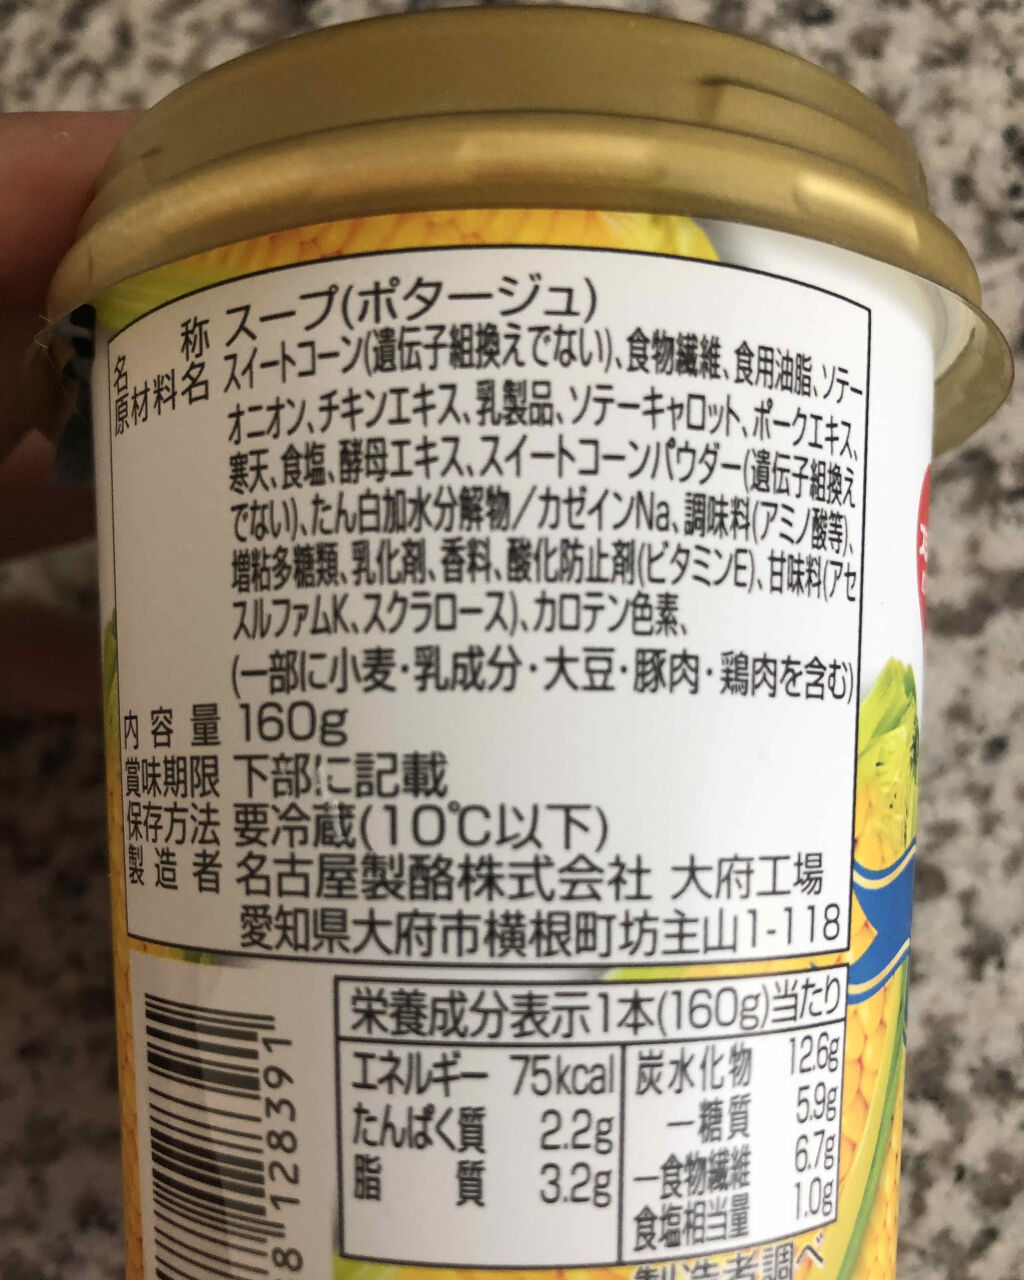 名称 スープ(ポタージュ)
原材料名 スイートコーン(遺伝子組換えでない)、食物繊維、食用油脂、ソテー
オニオン、チキンエキス、乳製品、ソテーキャロット、ポークエキス、
寒天、食塩、酵母エキス、スイートコーンパウダー(遺伝子組換え
でない)、たん白加水分解物/カゼインNa、調味料(アミノ酸等)、
増粘多糖類、乳化剤、香料、酸化防止剤(ビタミンE)、甘味料(アセ
スルファムK、スクラロース)、カロテン色素、
(一部に小麦・乳成分・大豆・豚肉・鶏肉を含む)
内容量 160g
賞味期限 下部に記載
保存方法 要冷蔵(10℃以下)
製造者 名古屋製酪株式会社 大府工場
愛知県大府市横根町坊主山1-118
栄養成分表示1本(160g)当たり
エネルギー 75kcal
たんぱく質 2.2g
脂質 3.2g
炭水化物 12.6g
―糖質 5.9g
―食物繊維 6.7g
食塩相当量 1.0g
製造者調べ
8128391